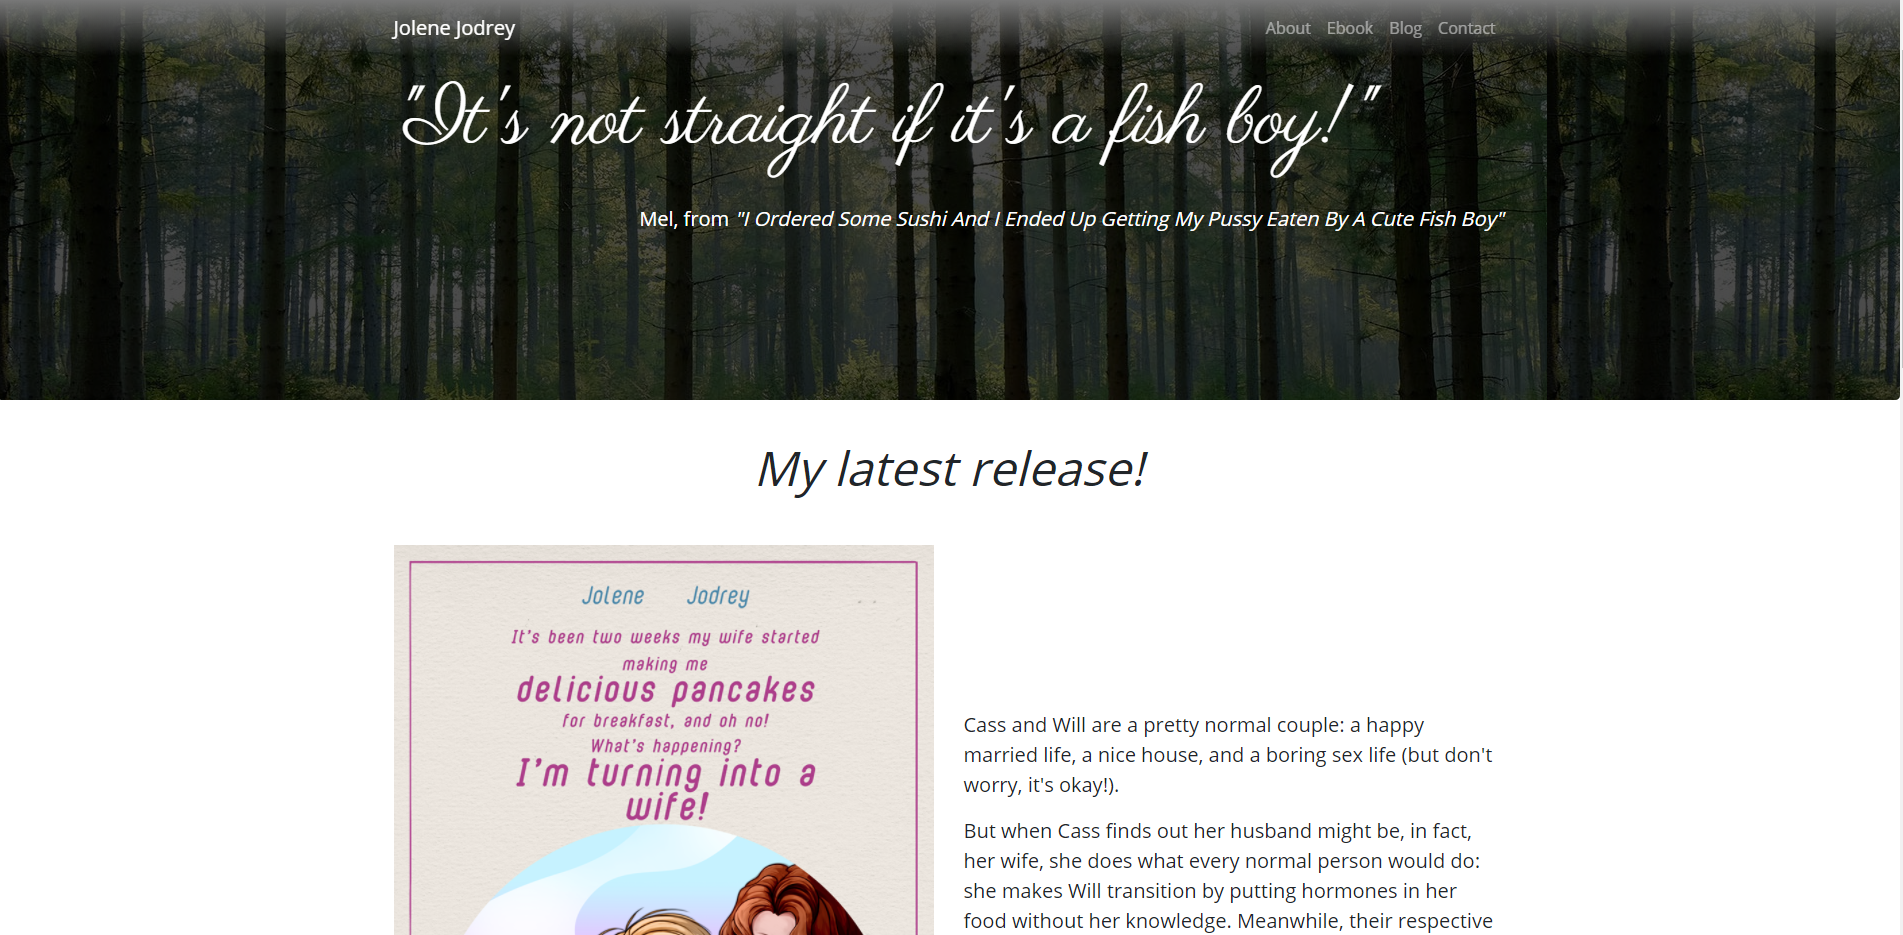 Jolene Jodrey
About Ebook Blog Contact
"It's not straight if it's a fish boy!"
Mel, from "I Ordered Some Sushi And I Ended Up Getting My Pussy Eaten By A Cute Fish Boy"
My latest release!
Jolene Jodrey
It's been two weeks my wife started
making me
delicious pancakes
for breakfast, and oh no!
What's happening?
I'm turning into a
wife!
Cass and Will are a pretty normal couple: a happy
married life, a nice house, and a boring sex life (but don't
worry, it's okay!).
But when Cass finds out her husband might be, in fact,
her wife, she does what every normal person would do:
she makes Will transition by putting hormones in her
food without her knowledge. Meanwhile, their respective